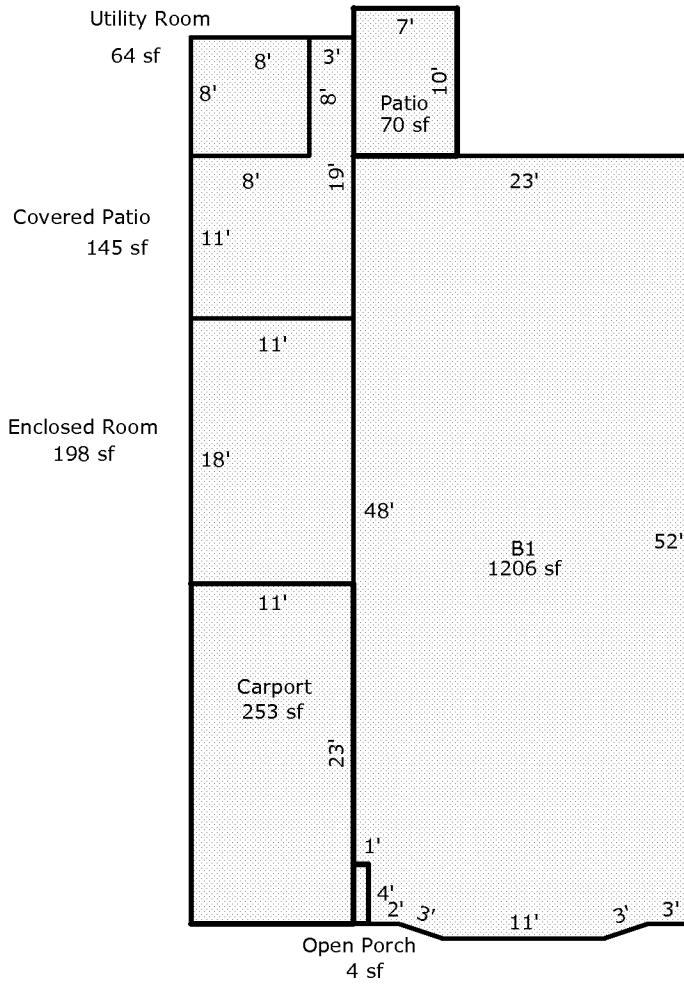 Utility Room
64 sf
7'
8'
3'
8'
8'
10'
Patio
70 sf
8'
19'
23'
Covered Patio
145 sf
11'
11'
Enclosed Room
198 sf
18'
48'
B1
1206 sf
52'
11'
Carport
253 sf
23'
1'
4'
2'
3'
11'
3'
3'
Open Porch
4 sf